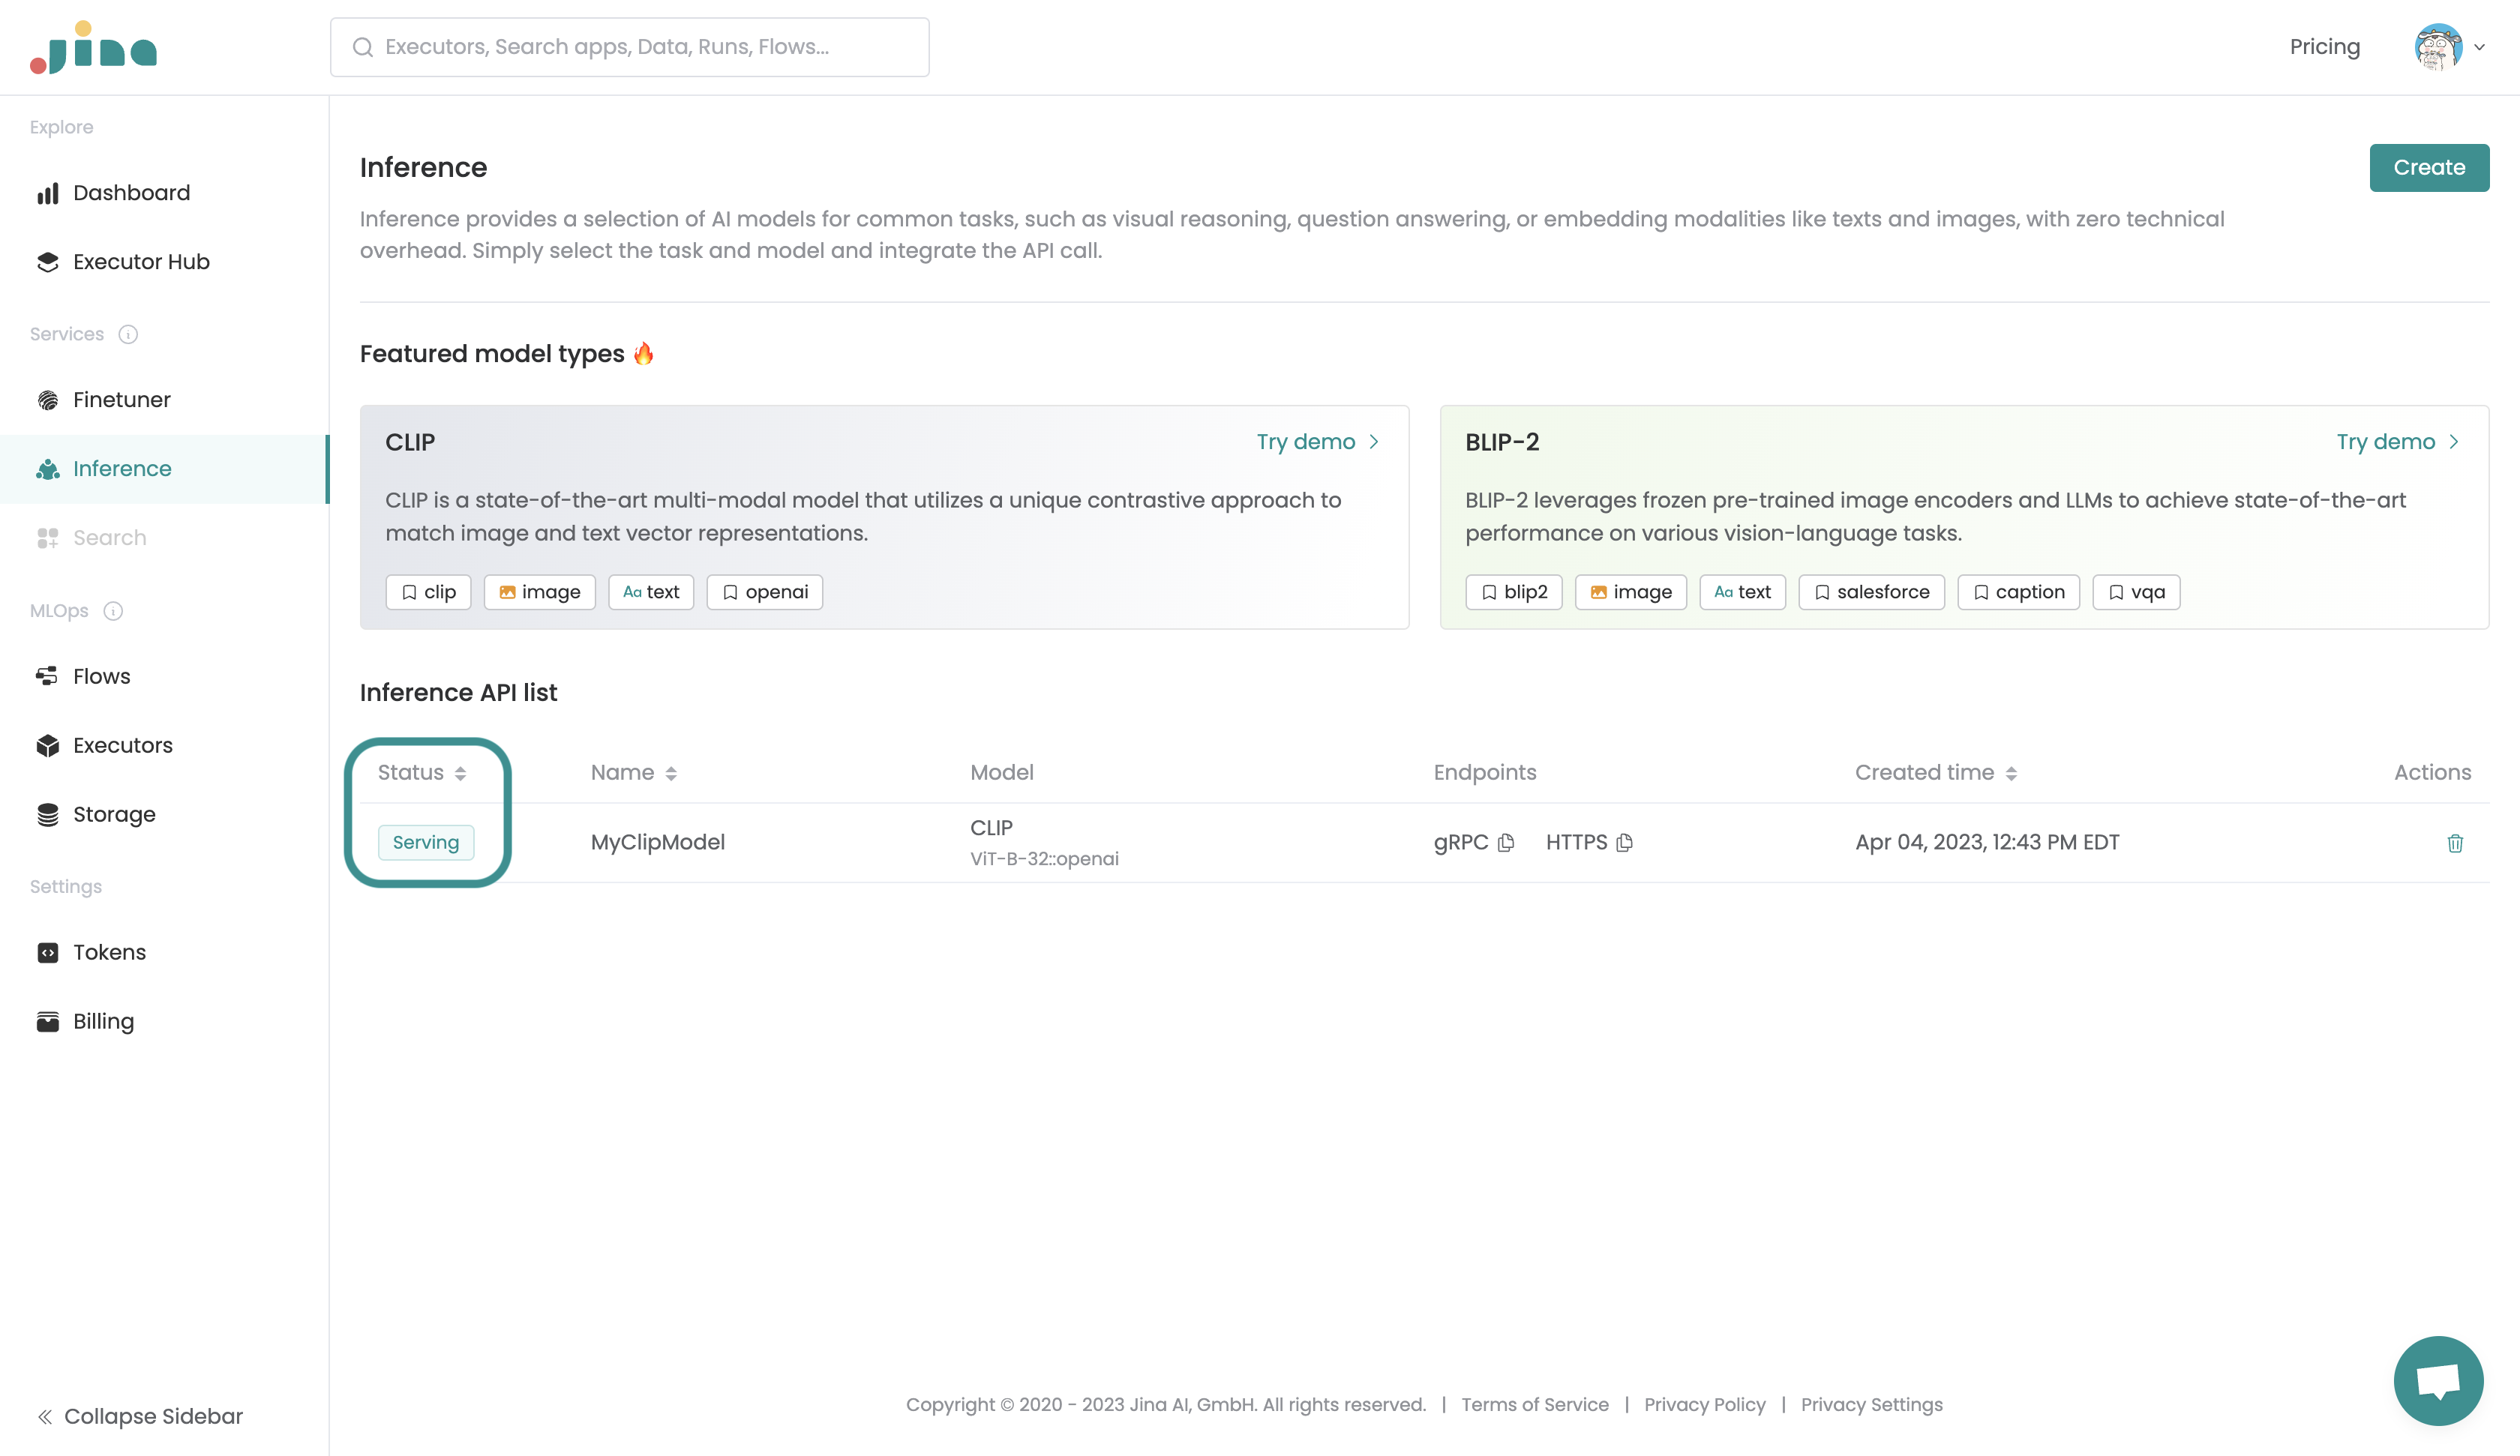 Jina
Executors, Search apps, Data, Runs, Flows...
Pricing
Explore
Dashboard
Executor Hub
Services
Finetuner
Inference
Search
MLOps
Flows
Executors
Storage
Settings
Tokens
Billing
Collapse Sidebar
Inference
Create
Inference provides a selection of AI models for common tasks, such as visual reasoning, question answering, or embedding modalities like texts and images, with zero technical
overhead. Simply select the task and model and integrate the API call.
Featured model types 🔥
CLIP
Try demo
CLIP is a state-of-the-art multi-modal model that utilizes a unique contrastive approach to
match image and text vector representations.
clip image Aa text openai
BLIP-2
Try demo
BLIP-2 leverages frozen pre-trained image encoders and LLMs to achieve state-of-the-art
performance on various vision-language tasks.
blip2 image Aa text salesforce caption vqa
Inference API list
Status Name Model Endpoints Created time Actions
Serving MyClipModel CLIP gRPC HTTPS Apr 04, 2023, 12:43 PM EDT
ViT-B-32::openai
Copyright © 2020 - 2023 Jina AI, GmbH. All rights reserved. | Terms of Service | Privacy Policy | Privacy Settings